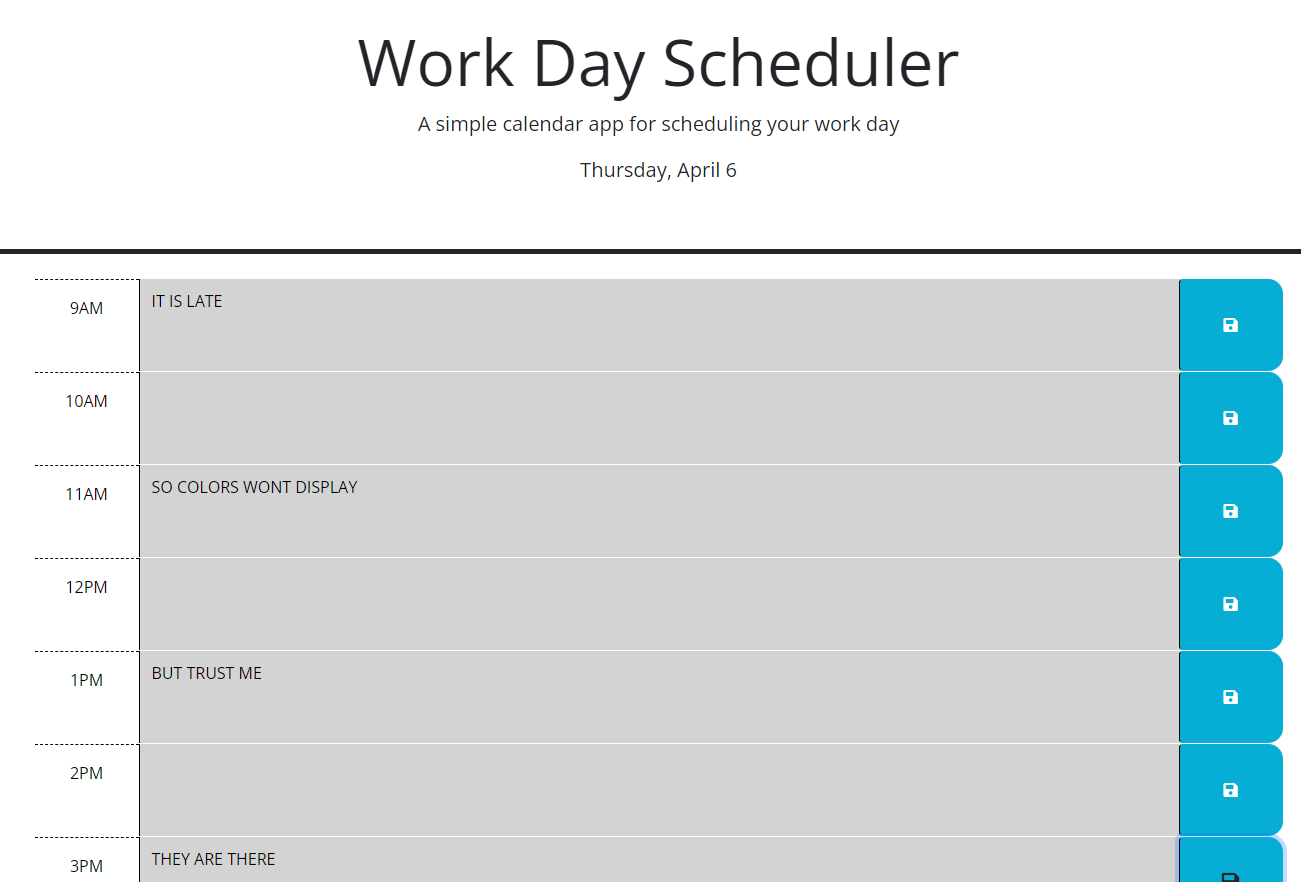 Work Day Scheduler
A simple calendar app for scheduling your work day
Thursday, April 6
9AM
IT IS LATE
10AM
11AM
SO COLORS WONT DISPLAY
12PM
1PM
BUT TRUST ME
2PM
3PM
THEY ARE THERE